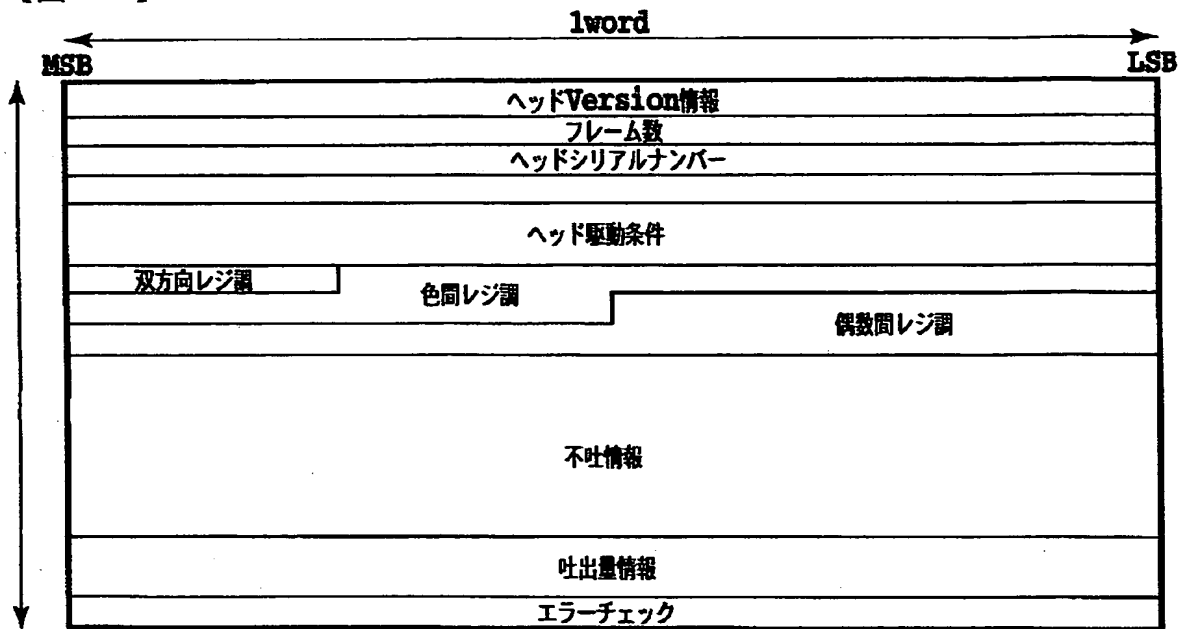 1word
MSB
LSB
ヘッドVersion情報
フレーム数
ヘッドシリアルナンバー
ヘッド駆動条件
双方向レジ調
色間レジ調
偶数間レジ調
不吐情報
吐出量情報
エラーチェック